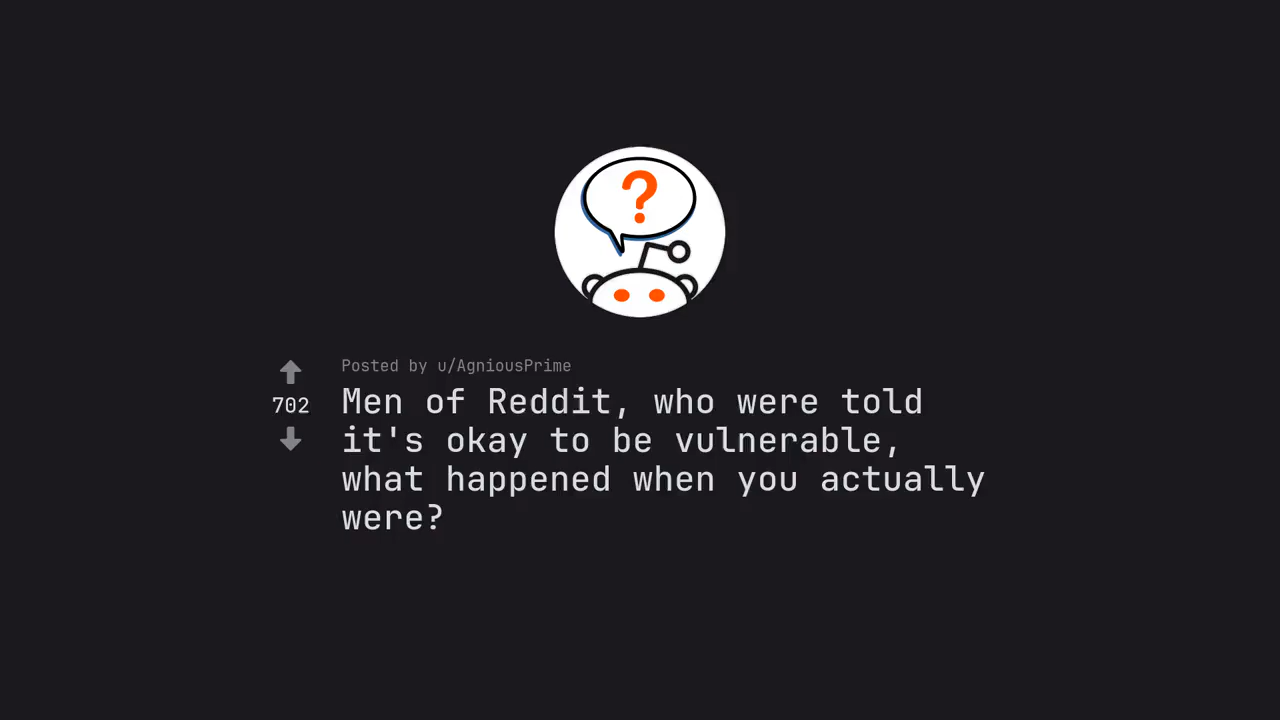 ?
Posted by u/AgniousPrime
702
Men of Reddit, who were told
it's okay to be vulnerable,
what happened when you actually
were?